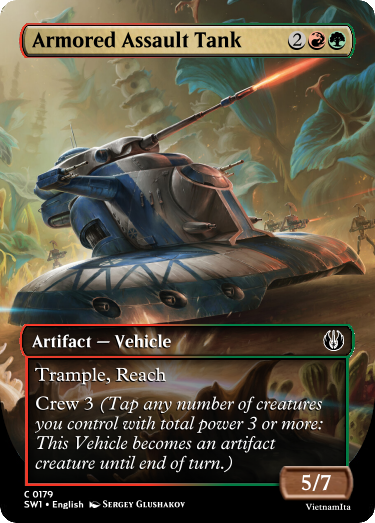 Armored Assault Tank 2
Artifact — Vehicle
Trample, Reach
Crew 3 (Tap any number of creatures
you control with total power 3 or more:
This Vehicle becomes an artifact
creature until end of turn.)
5/7
C 0179
SW1 • English Sergey Glushakov
VietnamIta